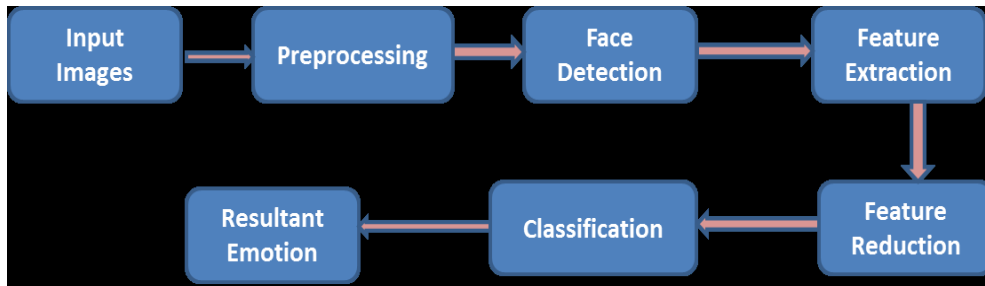 Input
Images
Preprocessing
Face
Detection
Feature
Extraction
Feature
Reduction
Classification
Resultant
Emotion